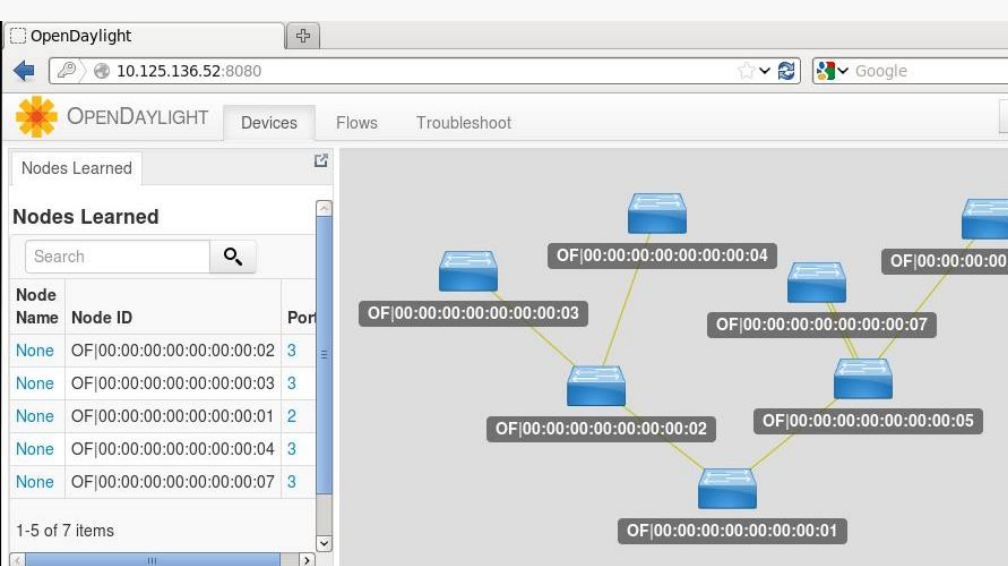 OpenDaylight
10.125.136.52:8080
Google
OPENDAYLIGHT
Devices
Flows
Troubleshoot
Nodes Learned
Nodes Learned
Search
Node Name Node ID Port
None OF|00:00:00:00:00:00:00:02 3
None OF|00:00:00:00:00:00:00:03 3
None OF|00:00:00:00:00:00:00:01 2
None OF|00:00:00:00:00:00:00:04 3
None OF|00:00:00:00:00:00:00:07 3
1-5 of 7 items
OF|00:00:00:00:00:00:00:04
OF|00:00:00:00
OF|00:00:00:00:00:00:00:03
OF|00:00:00:00:00:00:00:07
OF|00:00:00:00:00:00:00:02
OF|00:00:00:00:00:00:00:05
OF|00:00:00:00:00:00:00:01